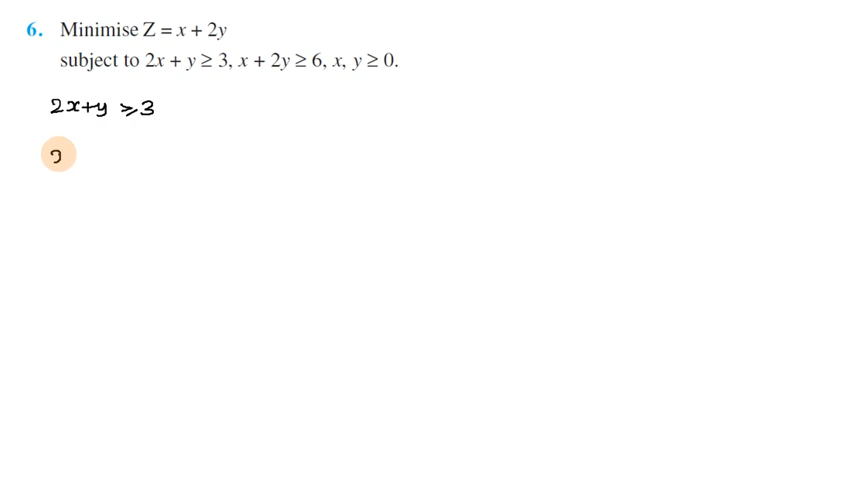 6. Minimise Z = x + 2y
subject to 2x + y ≥ 3, x + 2y ≥ 6, x, y ≥ 0.
2x+y ≥3